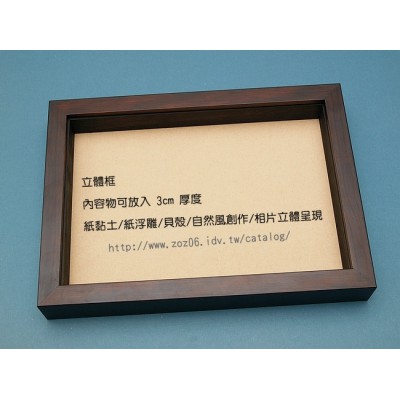 立體框
內容物可放入 3cm 厚度
紙黏土/紙浮雕/貝殼/自然風創作/相片立體呈現
http://www.zoz06.idv.tw/catalog/